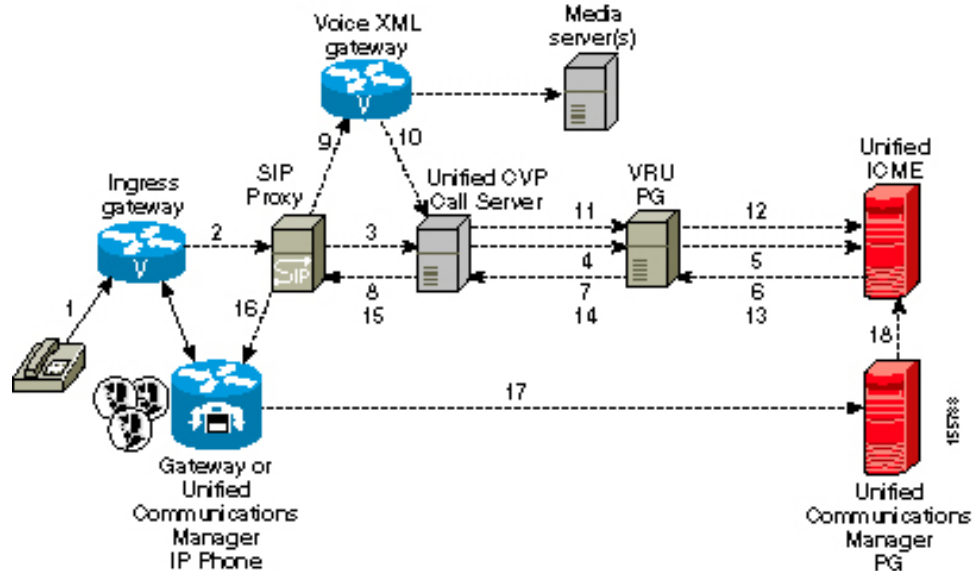 Voice XML
gateway
Media
server(s)
9
10
Unified
ICME
SIP
Proxy
Unified CVP
Call Server
VRU
PG
Ingress
gateway
V
V
2
3
11
12
SIP
4
5
1
16
8
7
6
15
14
13
18
17
155788
Gateway or
Unified
Communications
Manager
IP Phone
Unified
Communications
Manager
PG